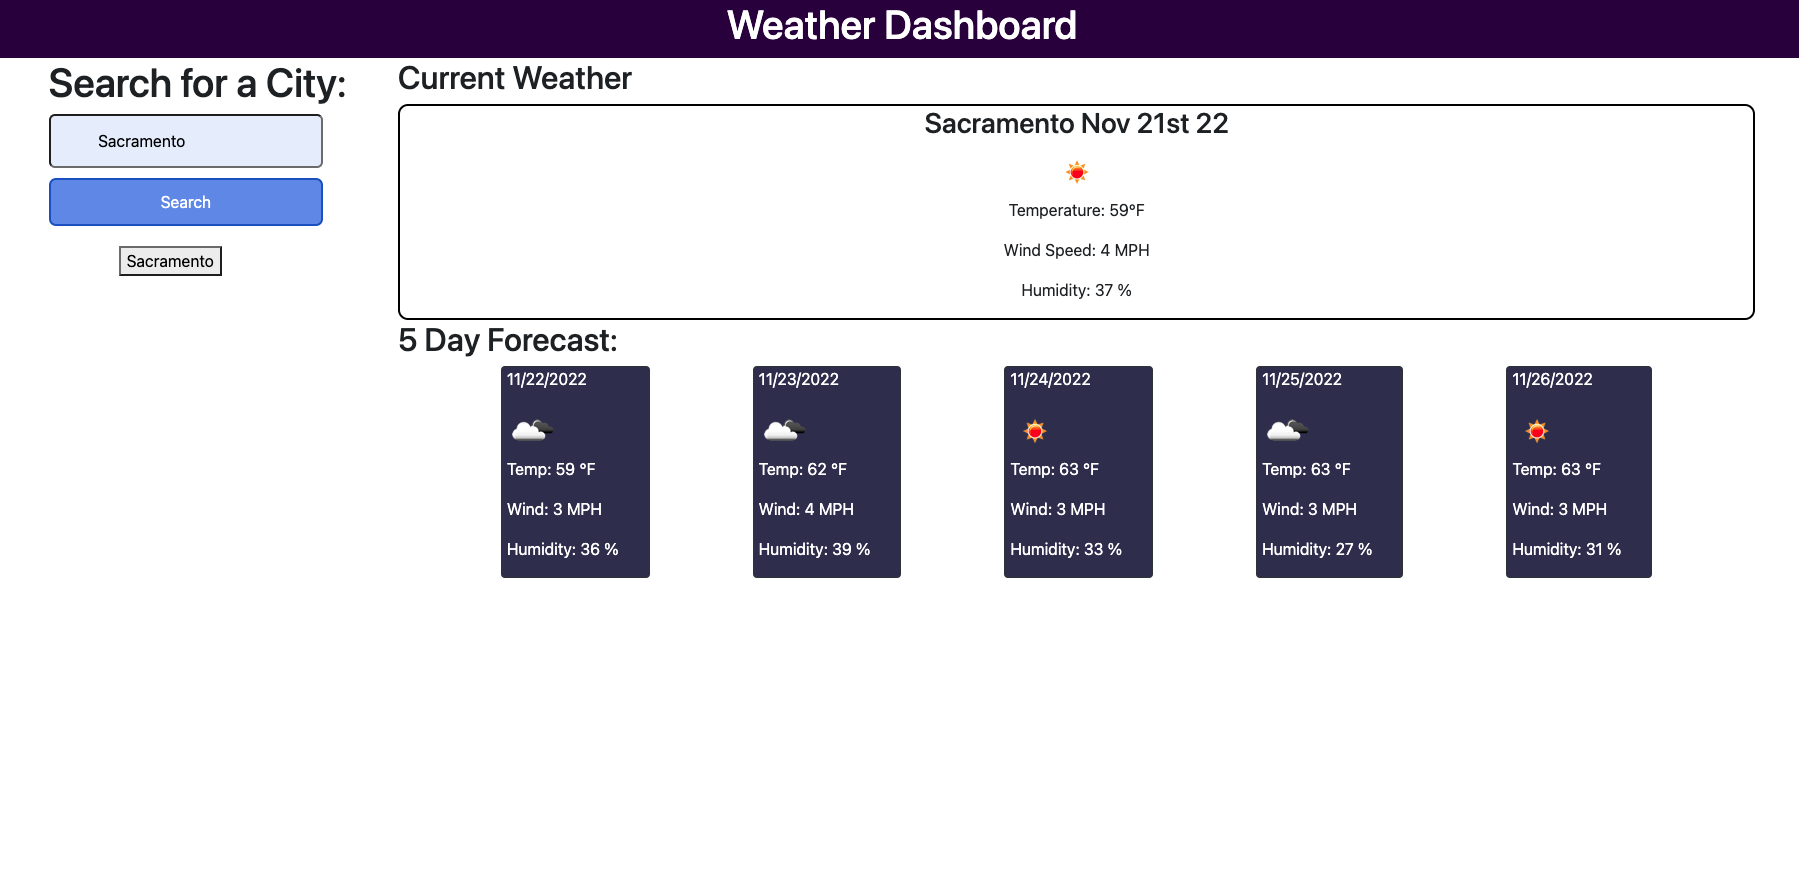 Weather Dashboard
Search for a City:
Sacramento
Search
Sacramento
Current Weather
Sacramento Nov 21st 22
Temperature: 59°F
Wind Speed: 4 MPH
Humidity: 37 %
5 Day Forecast:
11/22/2022
Temp: 59 °F
Wind: 3 MPH
Humidity: 36 %
11/23/2022
Temp: 62 °F
Wind: 4 MPH
Humidity: 39 %
11/24/2022
Temp: 63 °F
Wind: 3 MPH
Humidity: 33 %
11/25/2022
Temp: 63 °F
Wind: 3 MPH
Humidity: 27 %
11/26/2022
Temp: 63 °F
Wind: 3 MPH
Humidity: 31 %